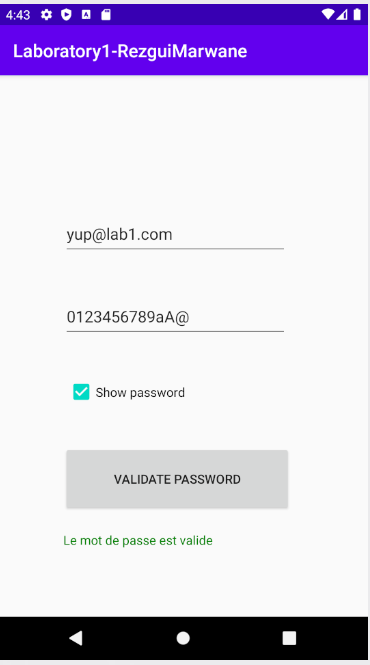 4:43
Laboratory1-RezguiMarwane
yup@lab1.com
0123456789aA@
Show password
VALIDATE PASSWORD
Le mot de passe est valide